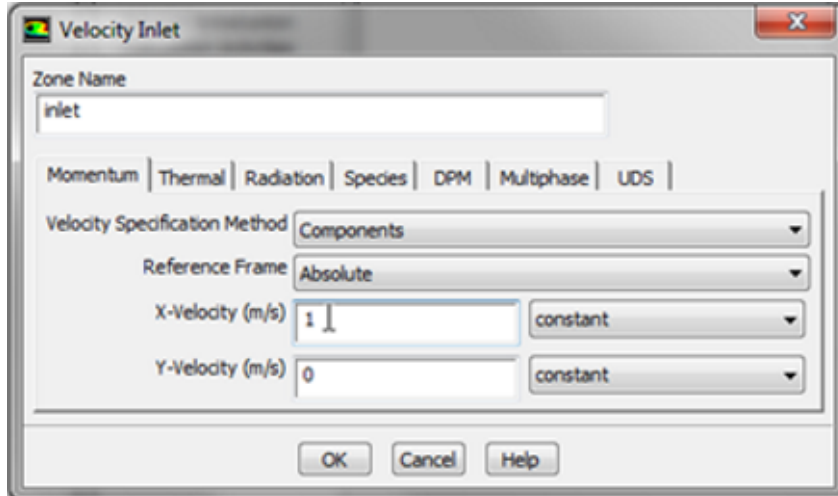 Velocity Inlet
Zone Name
inlet
Momentum Thermal Radiation Species DPM Multiphase UDS
Velocity Specification Method Components
Reference Frame Absolute
X-Velocity (m/s) 1 constant
Y-Velocity (m/s) 0 constant
OK Cancel Help